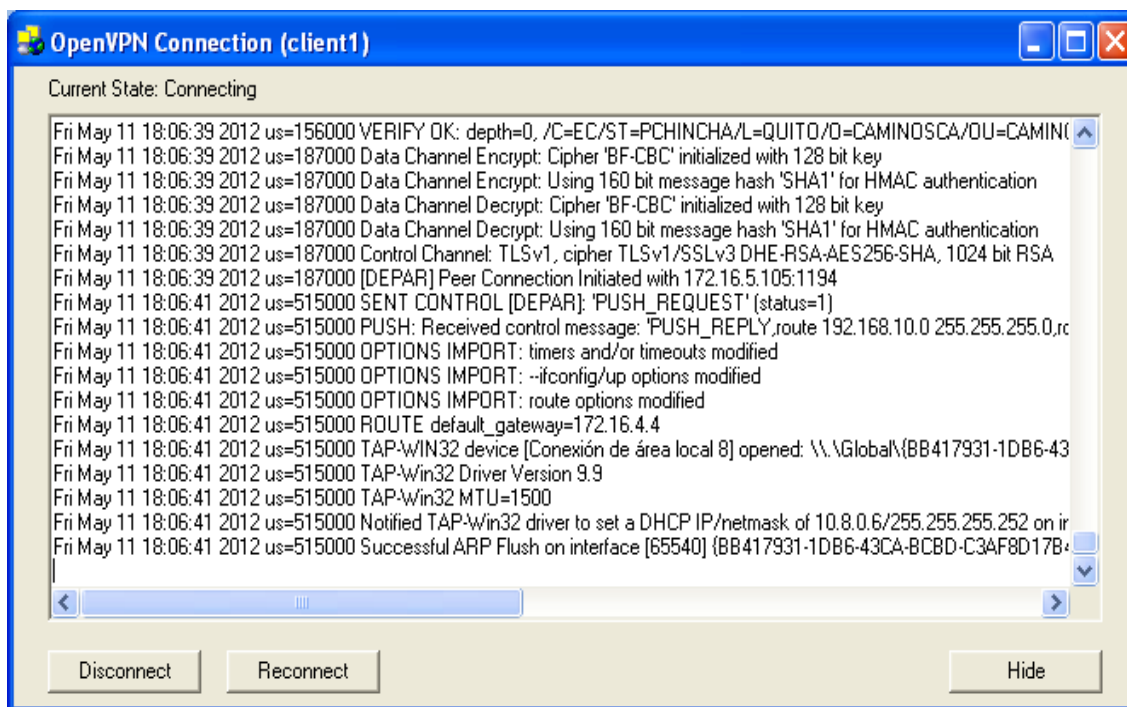 OpenVPN Connection (client1)
Current State: Connecting
Fri May 11 18:06:39 2012 us=156000 VERIFY OK: depth=0, /C=EC/ST=PCHINCHA/L=QUITO/O=CAMINOSCA/OU=CAMINO
Fri May 11 18:06:39 2012 us=187000 Data Channel Encrypt: Cipher 'BF-CBC' initialized with 128 bit key
Fri May 11 18:06:39 2012 us=187000 Data Channel Encrypt: Using 160 bit message hash 'SHA1' for HMAC authentication
Fri May 11 18:06:39 2012 us=187000 Data Channel Decrypt: Cipher 'BF-CBC' initialized with 128 bit key
Fri May 11 18:06:39 2012 us=187000 Data Channel Decrypt: Using 160 bit message hash 'SHA1' for HMAC authentication
Fri May 11 18:06:39 2012 us=187000 Control Channel: TLSv1, cipher TLSv1/SSLv3 DHE-RSA-AES256-SHA, 1024 bit RSA
Fri May 11 18:06:39 2012 us=187000 [DEPAR] Peer Connection Initiated with 172.16.5.105:1194
Fri May 11 18:06:41 2012 us=515000 SENT CONTROL [DEPAR]: 'PUSH_REQUEST' (status=1)
Fri May 11 18:06:41 2012 us=515000 PUSH: Received control message: 'PUSH_REPLY,route 192.168.10.0 255.255.255.0,ro
Fri May 11 18:06:41 2012 us=515000 OPTIONS IMPORT: timers and/or timeouts modified
Fri May 11 18:06:41 2012 us=515000 OPTIONS IMPORT: --ifconfig/up options modified
Fri May 11 18:06:41 2012 us=515000 OPTIONS IMPORT: route options modified
Fri May 11 18:06:41 2012 us=515000 ROUTE default_gateway=172.16.4.4
Fri May 11 18:06:41 2012 us=515000 TAP-WIN32 device [Conexión de área local 8] opened: \\.\Global\{BB417931-1DB6-43
Fri May 11 18:06:41 2012 us=515000 TAP-Win32 Driver Version 9.9
Fri May 11 18:06:41 2012 us=515000 TAP-Win32 MTU=1500
Fri May 11 18:06:41 2012 us=515000 Notified TAP-Win32 driver to set a DHCP IP/netmask of 10.8.0.6/255.255.255.252 on in
Fri May 11 18:06:41 2012 us=515000 Successful ARP Flush on interface [65540] {BB417931-1DB6-43CA-BCBD-C3AF8D17B4
Disconnect
Reconnect
Hide